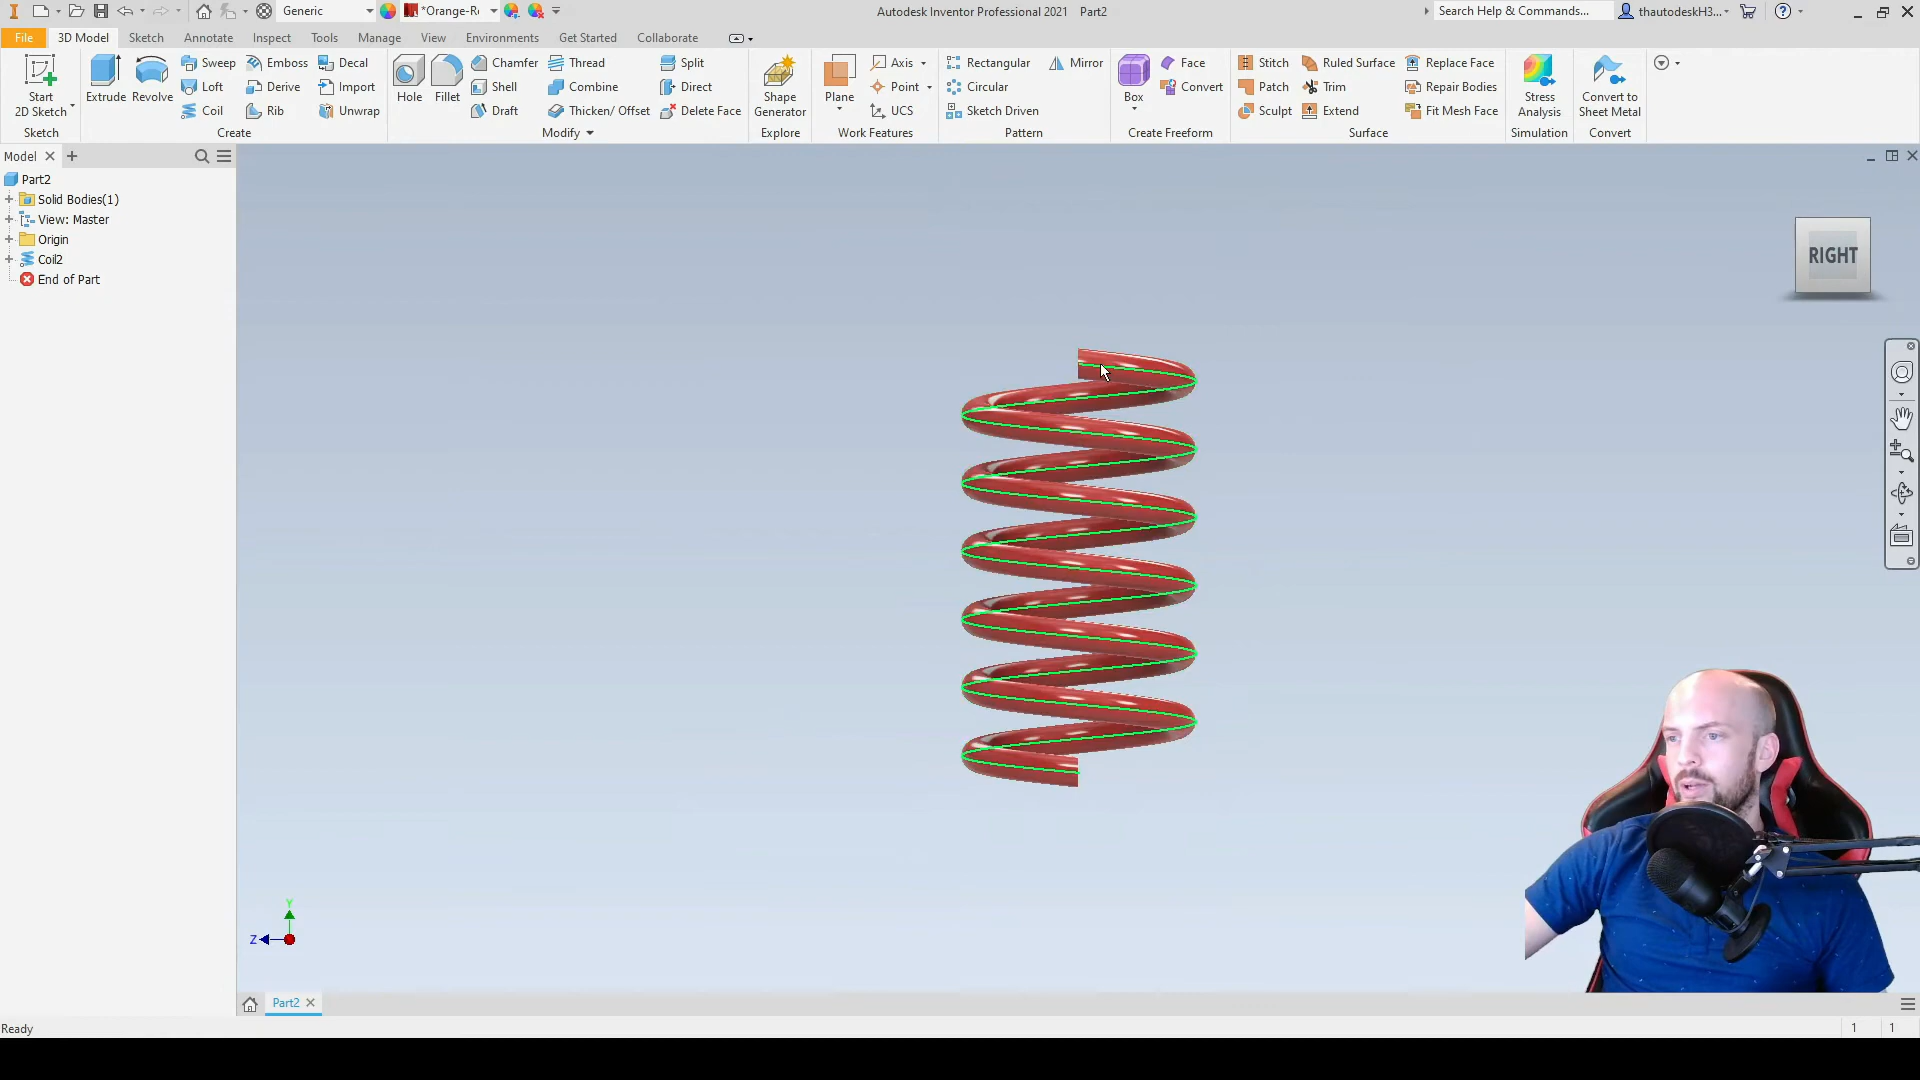 Generic
*Orange-Re
Autodesk Inventor Professional 2021 Part2
Search Help & Commands...
thautodeskH3...
File 3D Model Sketch Annotate Inspect Tools Manage View Environments Get Started Collaborate
Start
2D Sketch
Sketch
Extrude
Revolve
Sweep
Loft
Coil
Emboss
Derive
Rib
Decal
Import
Unwrap
Create
Hole
Fillet
Chamfer
Shell
Draft
Thread
Combine
Thicken/ Offset
Split
Direct
Delete Face
Modify
Shape
Generator
Explore
Plane
Axis
Point
UCS
Work Features
Rectangular
Circular
Sketch Driven
Mirror
Pattern
Box
Face
Convert
Create Freeform
Stitch
Patch
Sculpt
Ruled Surface
Trim
Extend
Replace Face
Repair Bodies
Fit Mesh Face
Surface
Stress
Analysis
Simulation
Convert to
Sheet Metal
Convert
Model
Part2
Solid Bodies(1)
View: Master
Origin
Coil2
End of Part
RIGHT
Y
Z
Part2
Ready
1 1